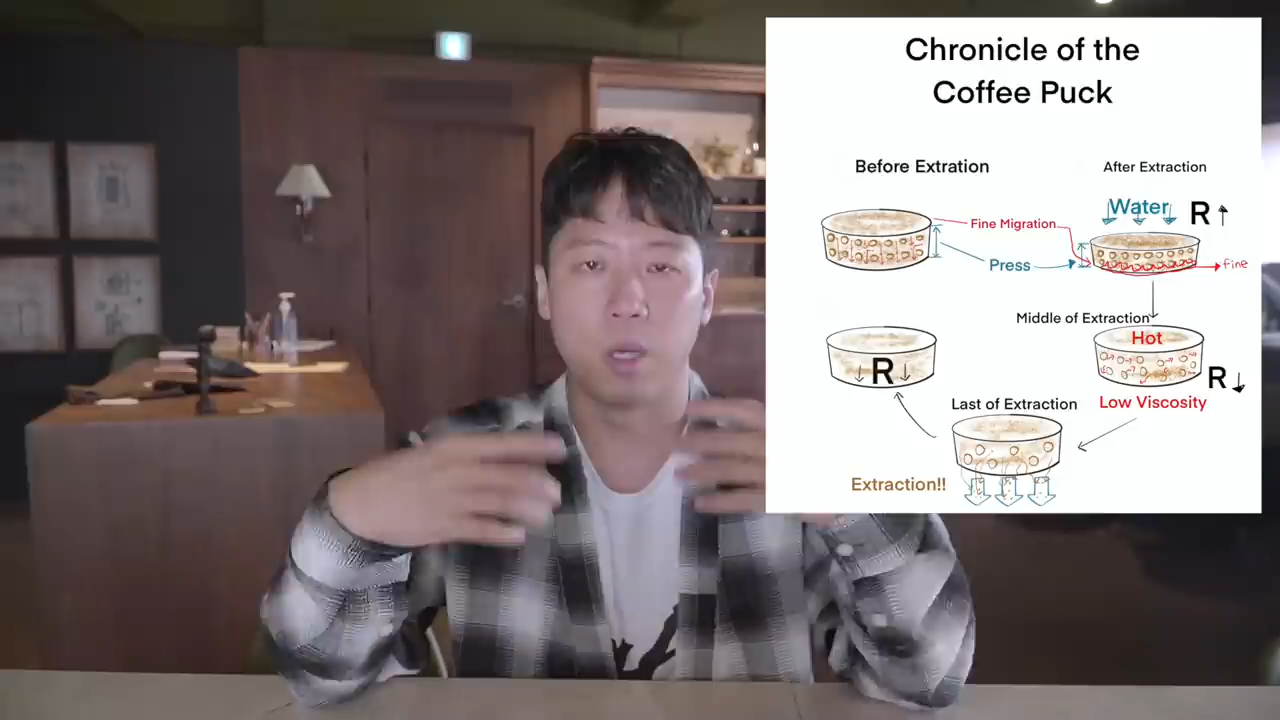 Chronicle of the
Coffee Puck
Before Extration
After Extraction
Water
R
Fine Migration
Press
fine
Middle of Extraction
Hot
R
R
Low Viscosity
Last of Extraction
Extraction!!